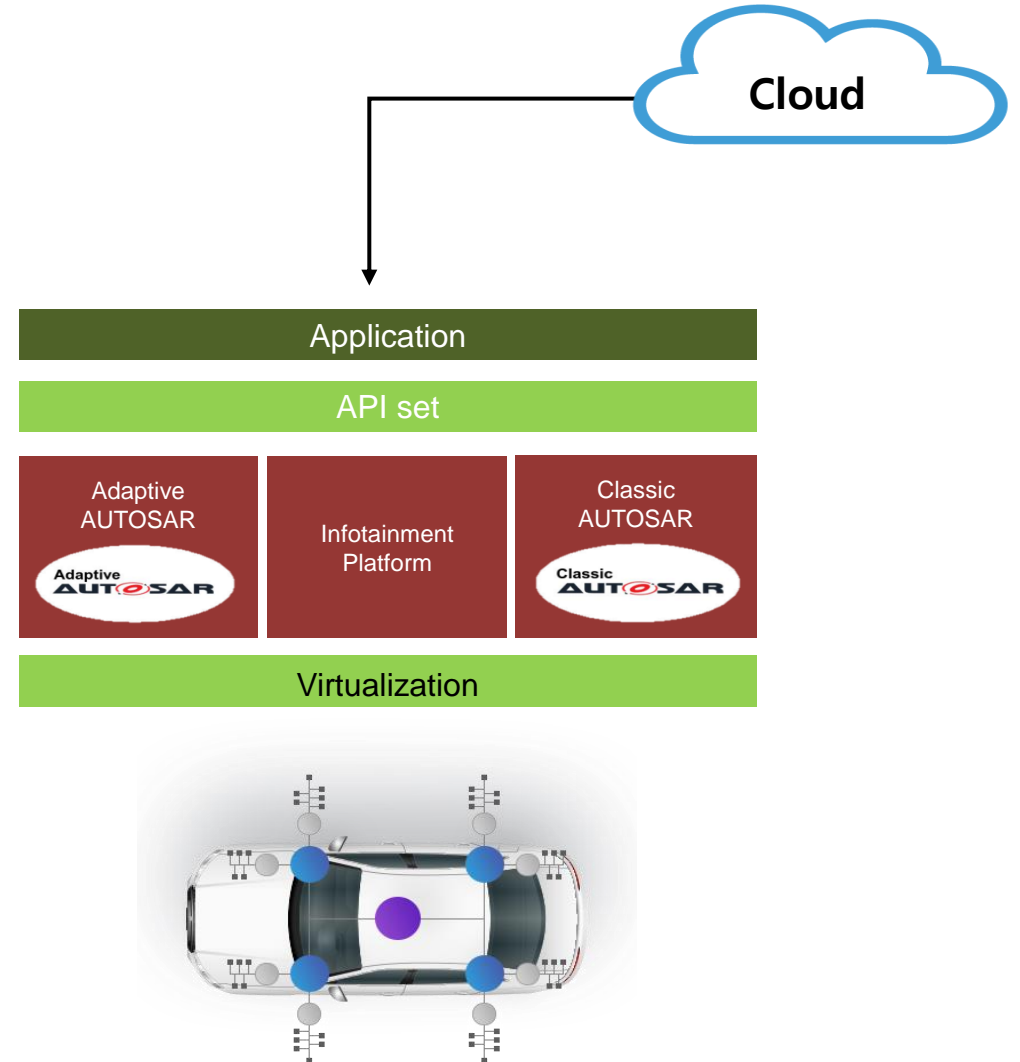 Cloud
Application
API set
Adaptive
AUTOSAR
Adaptive
AUTOSAR
Infotainment
Platform
Classic
AUTOSAR
Classic
AUTOSAR
Virtualization